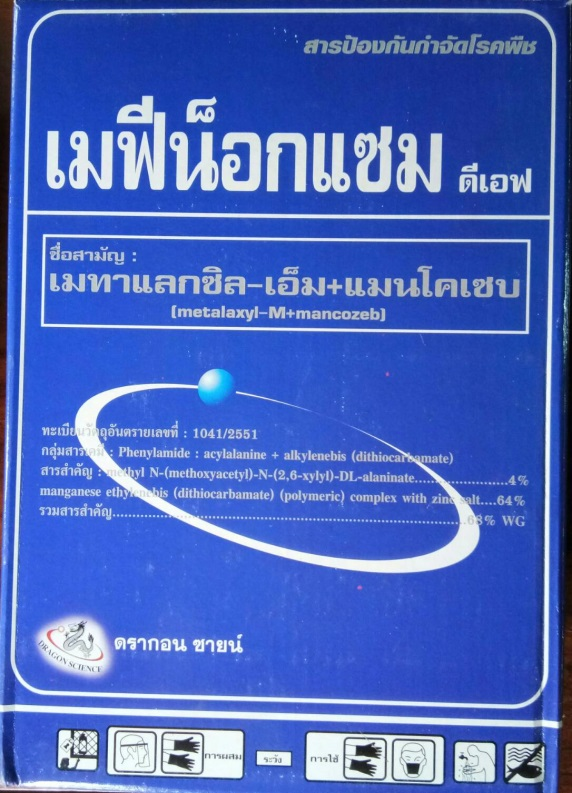 สารป้องกันกำจัดโรคพืช
เมฟีน็อกแซม ดีเอฟ
ชื่อสามัญ :
เมทาแลกซิล-เอ็ม+แมนโคเซบ
(metalaxyl-M+mancozeb)
ทะเบียนวัตถุอันตรายเลขที่ : 1041/2551
กลุ่มสารเคมี : Phenylamide : acylalanine + alkylenebis (dithiocarbamate)
สารสำคัญ : methyl N-(methoxyacetyl)-N-(2,6-xylyl)-DL-alaninate......................4%
manganese ethylenebis (dithiocarbamate) (polymeric) complex with zinc salt....64%
รวมสารสำคัญ..................................................................................68% WG
DRAGON SCIENCE
ดรากอน ซายน์
การผสม
ระวัง
การใช้